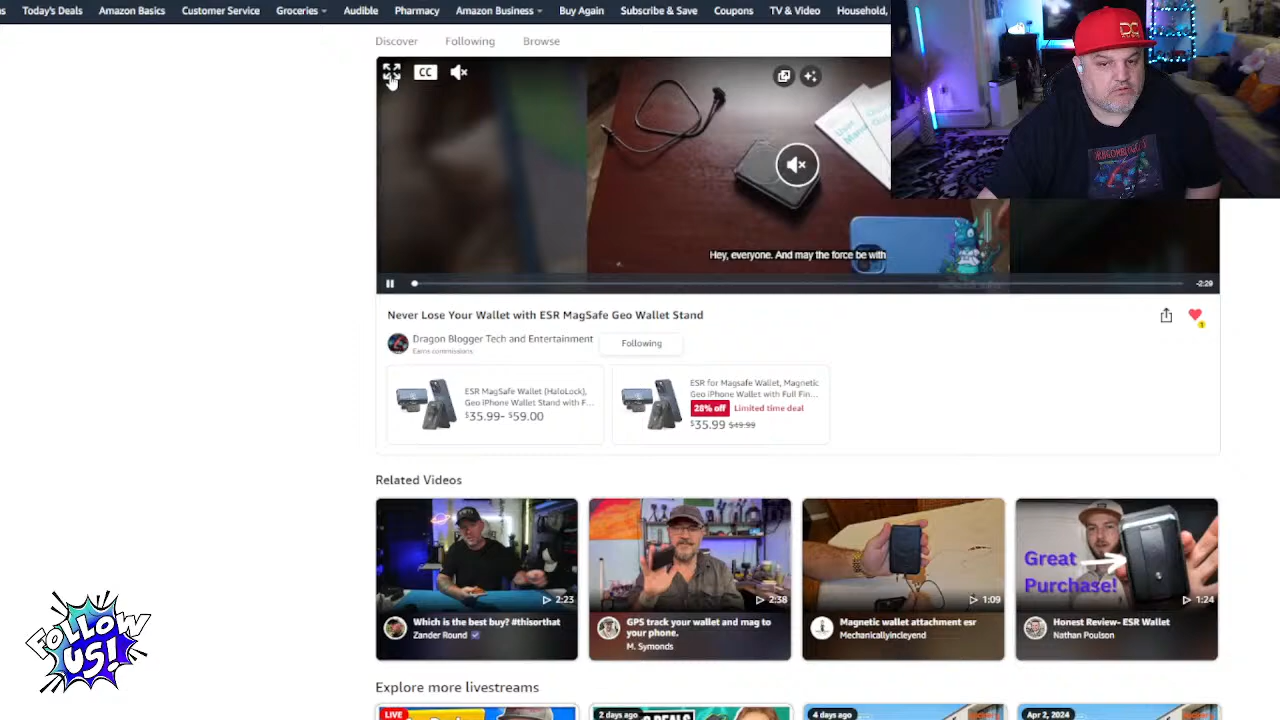 Today's Deals Amazon Basics Customer Service Groceries Audible Pharmacy Amazon Business Buy Again Subscribe & Save Coupons TV & Video Household,
Discover Following Browse
CC
Hey, everyone. And may the force be with
-2:29
Never Lose Your Wallet with ESR MagSafe Geo Wallet Stand
Dragon Blogger Tech and Entertainment
Earns commissions
Following
1
ESR MagSafe Wallet (HaloLock),
Geo iPhone Wallet Stand with F...
$35.99- $59.00
ESR for Magsafe Wallet, Magnetic
Geo iPhone Wallet with Full Fin...
28% off Limited time deal
$35.99 $49.99
Related Videos
2:23
Which is the best buy? #thisorthat
Zander Round
2:38
GPS track your wallet and mag to
your phone.
M. Symonds
1:09
Magnetic wallet attachment esr
Mechanicallyincleyend
Great
Purchase!
1:24
Honest Review- ESR Wallet
Nathan Poulson
FOLLOW
US!
Explore more livestreams
LIVE
2 days ago
4 days ago
Apr 2, 2024